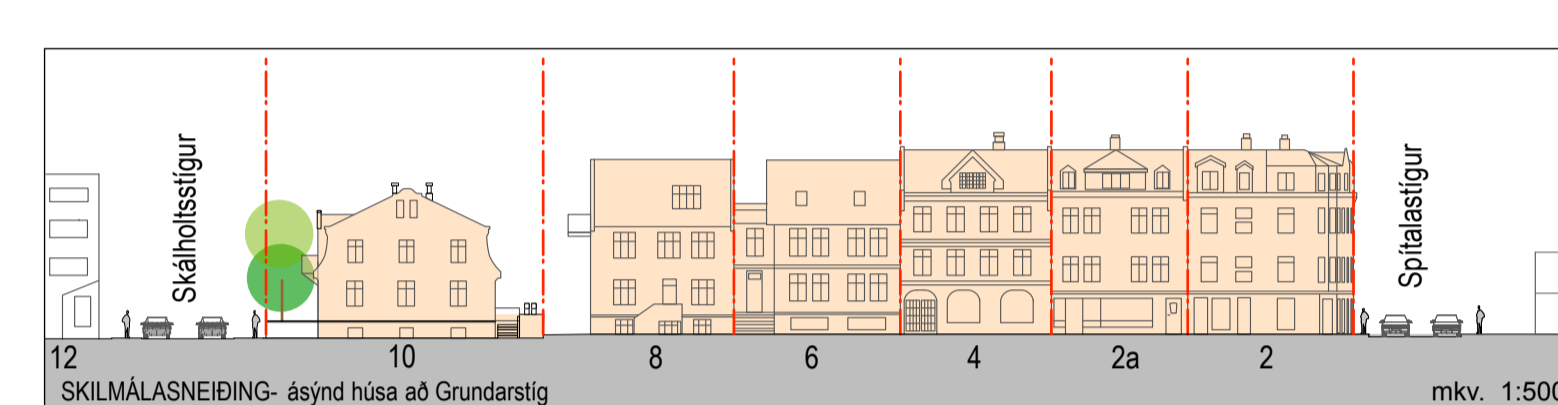 Skálholtsstígur
Spítalastígur
12 10 8 6 4 2a 2
SKILMÁLASNEIÐING- ásýnd húsa að Grundarstíg
mkv. 1:500